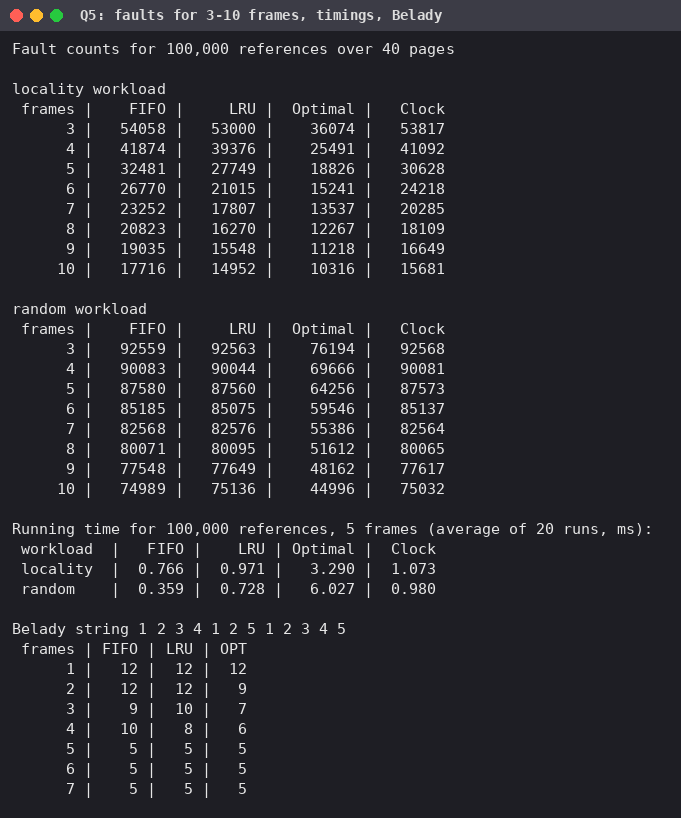 Q5: faults for 3-10 frames, timings, Belady
Fault counts for 100,000 references over 40 pages
locality workload
frames | FIFO | LRU | Optimal | Clock
3 | 54058 | 53000 | 36074 | 53817
4 | 41874 | 39376 | 25491 | 41092
5 | 32481 | 27749 | 18826 | 30628
6 | 26770 | 21015 | 15241 | 24218
7 | 23252 | 17807 | 13537 | 20285
8 | 20823 | 16270 | 12267 | 18109
9 | 19035 | 15548 | 11218 | 16649
10 | 17716 | 14952 | 10316 | 15681
random workload
frames | FIFO | LRU | Optimal | Clock
3 | 92559 | 92563 | 76194 | 92568
4 | 90083 | 90044 | 69666 | 90081
5 | 87580 | 87560 | 64256 | 87573
6 | 85185 | 85075 | 59546 | 85137
7 | 82568 | 82576 | 55386 | 82564
8 | 80071 | 80095 | 51612 | 80065
9 | 77548 | 77649 | 48162 | 77617
10 | 74989 | 75136 | 44996 | 75032
Running time for 100,000 references, 5 frames (average of 20 runs, ms):
workload | FIFO | LRU | Optimal | Clock
locality | 0.766 | 0.971 | 3.290 | 1.073
random | 0.359 | 0.728 | 6.027 | 0.980
Belady string 1 2 3 4 1 2 5 1 2 3 4 5
frames | FIFO | LRU | OPT
1 | 12 | 12 | 12
2 | 12 | 12 | 9
3 | 9 | 10 | 7
4 | 10 | 8 | 6
5 | 5 | 5 | 5
6 | 5 | 5 | 5
7 | 5 | 5 | 5